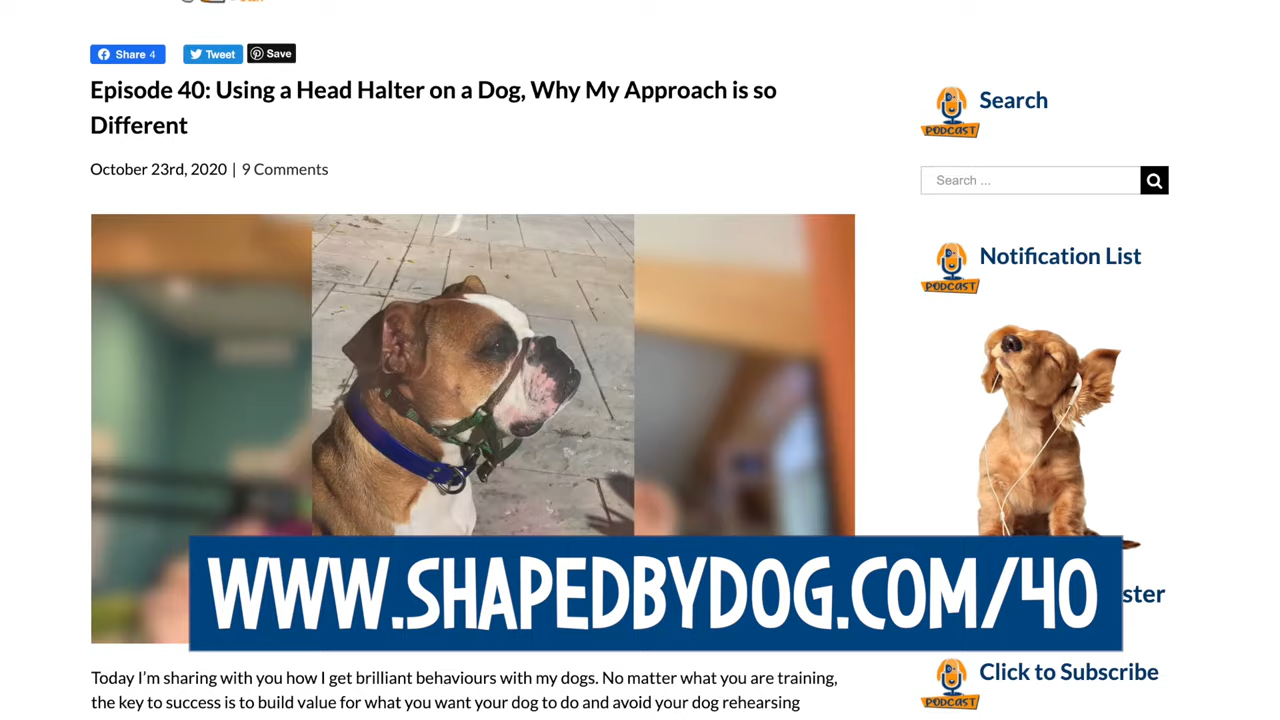 Share 4
Tweet
Save
Episode 40: Using a Head Halter on a Dog, Why My Approach is so
Different
October 23rd, 2020 | 9 Comments
PODCAST
Search
Search ...
PODCAST
Notification List
WWW.SHAPEDBYDOG.COM/40
ster
PODCAST
Click to Subscribe
Today I'm sharing with you how I get brilliant behaviours with my dogs. No matter what you are training,
the key to success is to build value for what you want your dog to do and avoid your dog rehearsing